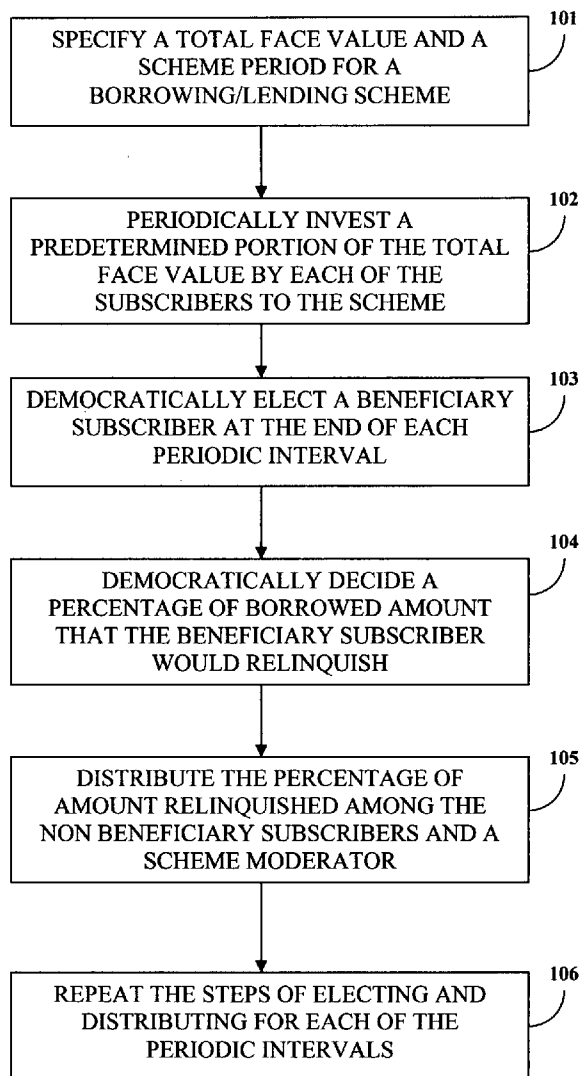 101
SPECIFY A TOTAL FACE VALUE AND A
SCHEME PERIOD FOR A
BORROWING/LENDING SCHEME
102
PERIODICALLY INVEST A
PREDETERMINED PORTION OF THE TOTAL
FACE VALUE BY EACH OF THE
SUBSCRIBERS TO THE SCHEME
103
DEMOCRATICALLY ELECT A BENEFICIARY
SUBSCRIBER AT THE END OF EACH
PERIODIC INTERVAL
104
DEMOCRATICALLY DECIDE A
PERCENTAGE OF BORROWED AMOUNT
THAT THE BENEFICIARY SUBSCRIBER
WOULD RELINQUISH
105
DISTRIBUTE THE PERCENTAGE OF
AMOUNT RELINQUISHED AMONG THE
NON BENEFICIARY SUBSCRIBERS AND A
SCHEME MODERATOR
106
REPEAT THE STEPS OF ELECTING AND
DISTRIBUTING FOR EACH OF THE
PERIODIC INTERVALS